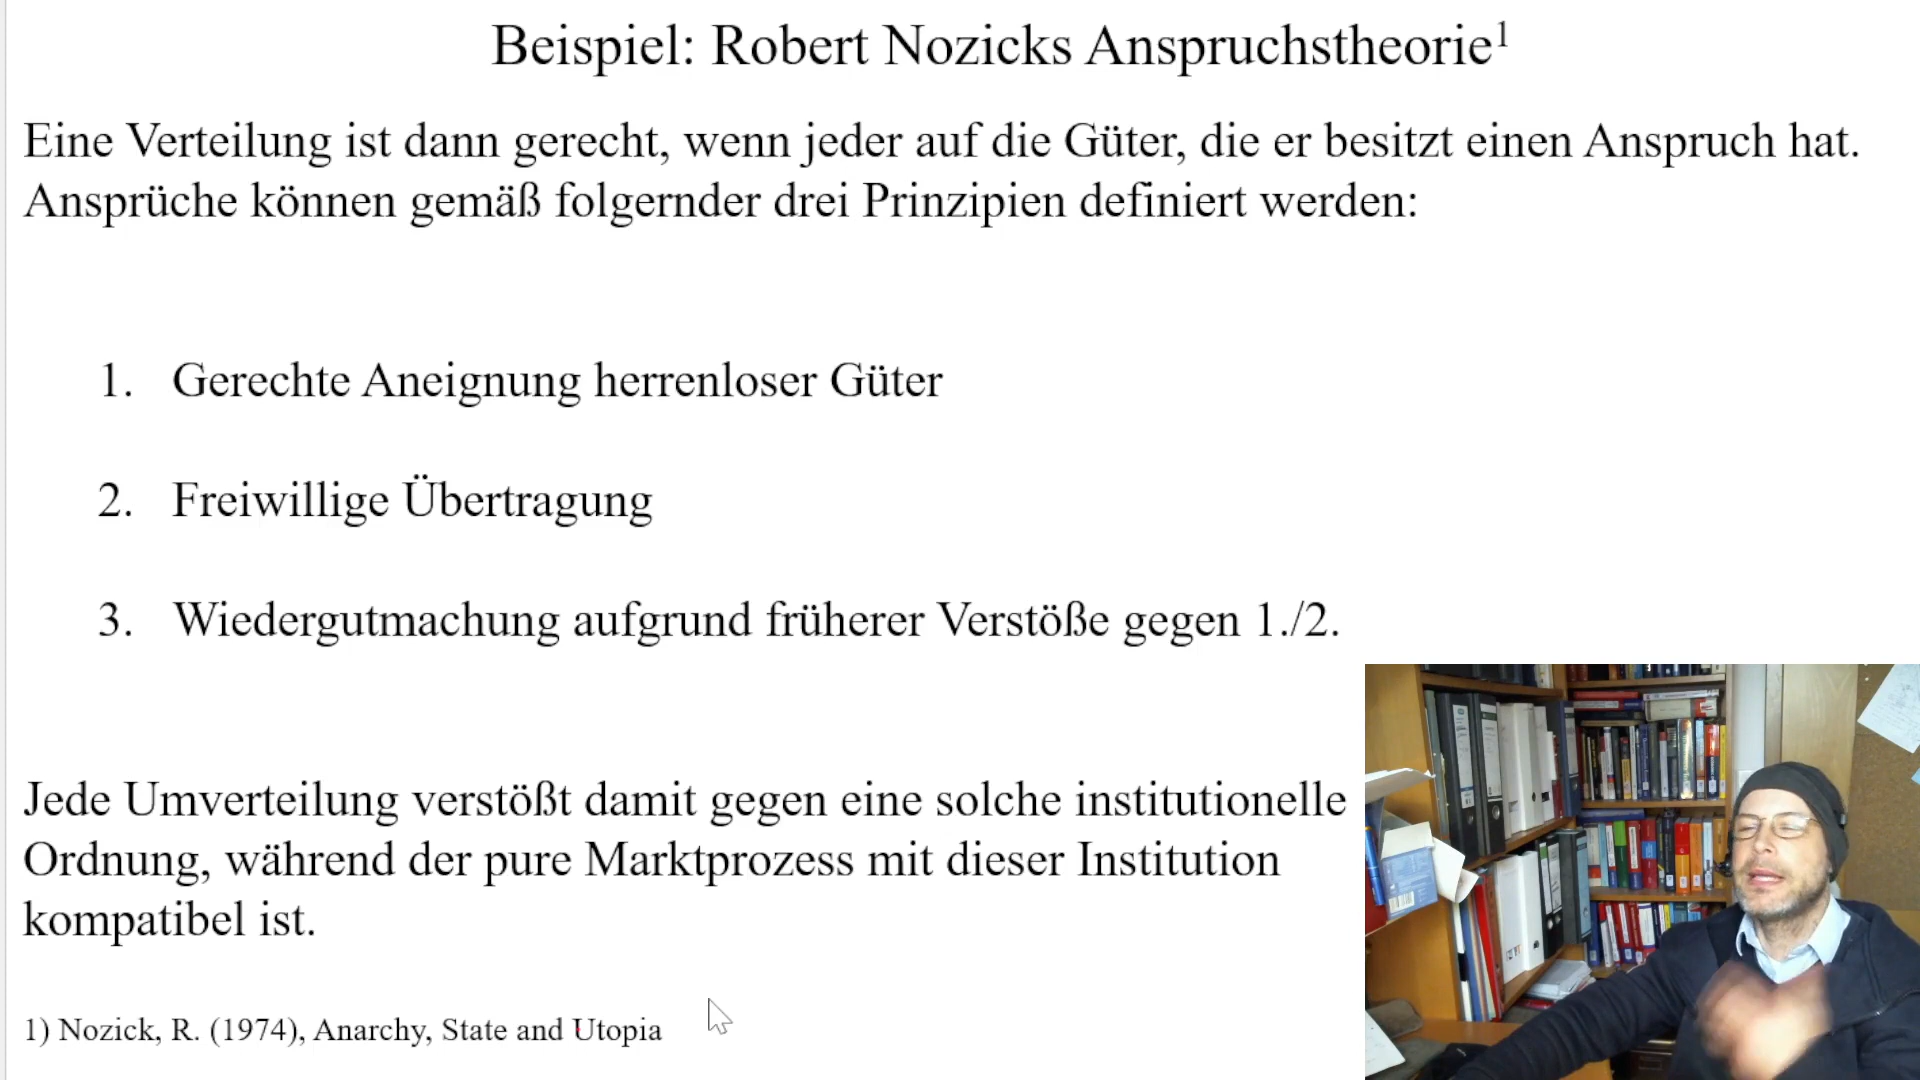 Beispiel: Robert Nozicks Anspruchstheorie¹
Eine Verteilung ist dann gerecht, wenn jeder auf die Güter, die er besitzt einen Anspruch hat.
Ansprüche können gemäß folgernder drei Prinzipien definiert werden:
1. Gerechte Aneignung herrenloser Güter
2. Freiwillige Übertragung
3. Wiedergutmachung aufgrund früherer Verstöße gegen 1./2.
Jede Umverteilung verstößt damit gegen eine solche institutionelle
Ordnung, während der pure Marktprozess mit dieser Institution
kompatibel ist.
1) Nozick, R. (1974), Anarchy, State and Utopia